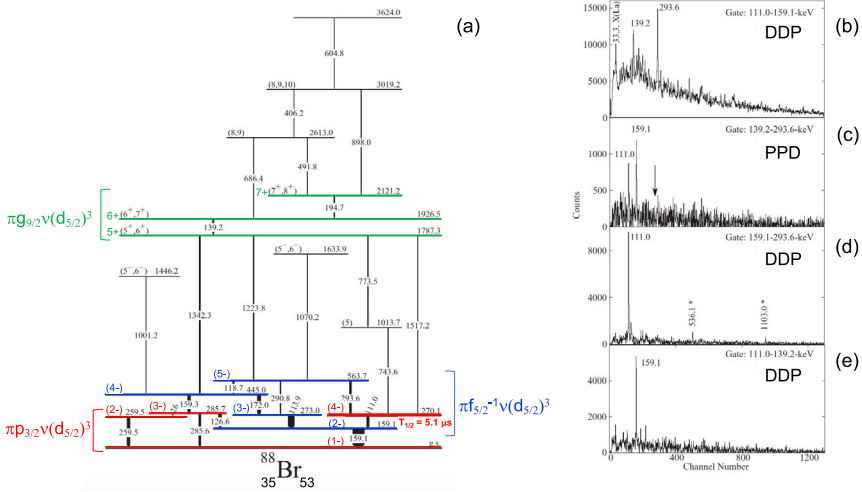 (a)
3624.0
604.8
(8,9,10) 3019.2
406.2
898.0
(8,9) 2613.0
491.8
686.4
7+(7⁺,8⁺) 2121.2
194.7
πg9/2ν(d5/2)³
6+(6⁺,7⁺) 1926.5
139.2
5+(5⁺,6⁺) 1787.3
(5⁻,6⁻) 1633.9
(5⁻,6⁻) 1446.2
773.5
1342.3
1223.8
1070.2
1517.2
1001.2
(5) 1013.7
743.6
(5-) 563.7
118.7
(4-) 445.0
290.8
793.6
159.3
172.0
113.9
111.0
πf5/2⁻¹ν(d5/2)³
(2-) 259.5
(3-) 285.7
(3-) 273.0
(4-) 270.1
T1/2 = 5.1 μs
πp3/2ν(d5/2)³
126.6
(2-) 159.1
259.5
285.6
(1-)
159.1
g.s.
⁸⁸Br
35 53
(b)
Gate: 111.0-159.1-keV
DDP
33.3, X(La)
139.2
293.6
15000
10000
5000
0
(c)
Gate: 139.2-293.6-keV
PPD
159.1
111.0
1000
500
0
Counts
(d)
Gate: 159.1-293.6-keV
DDP
111.0
536.1 *
1103.0 *
8000
4000
0
(e)
Gate: 111.0-139.2-keV
DDP
159.1
4000
2000
0
0 400 800 1200
Channel Number